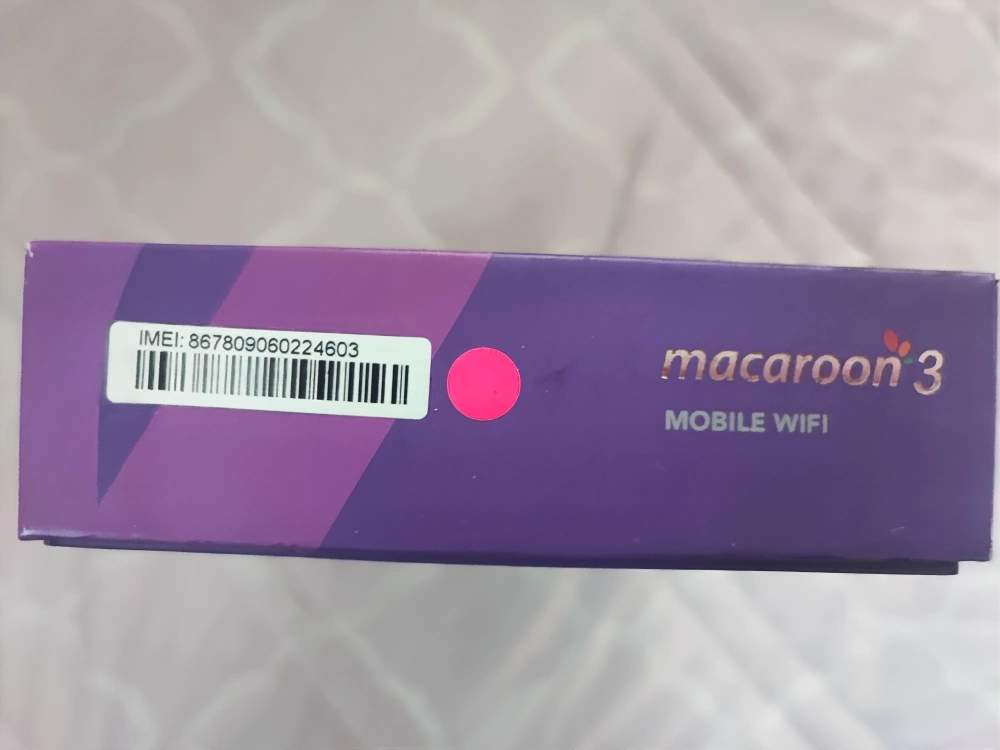 IMEI: 867809060224603
macaroon 3
MOBILE WIFI